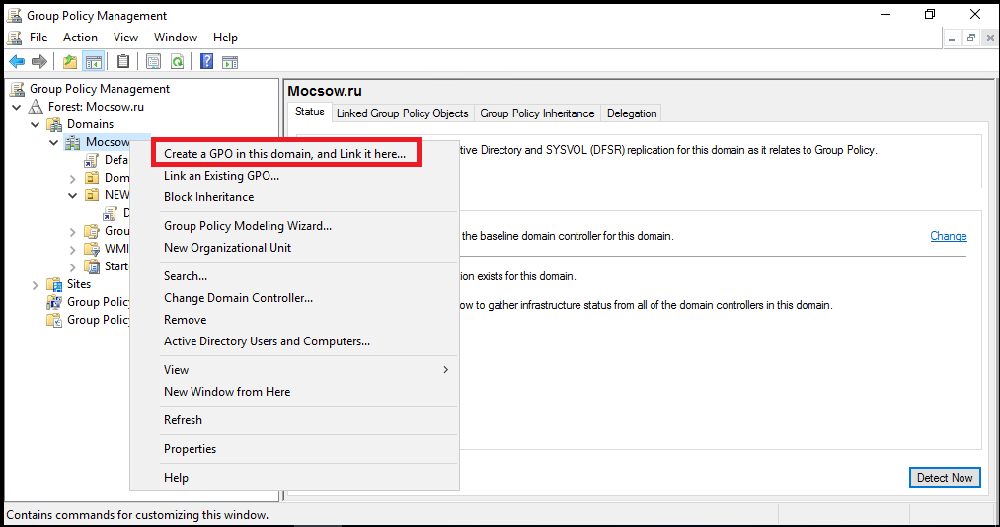 Group Policy Management
File Action View Window Help
Group Policy Management
Forest: Mocsow.ru
Domains
Mocsow
Defa
Dom
NEW
D
Grou
WMI
Start
Sites
Group Policy
Group Polic
Create a GPO in this domain, and Link it here...
Link an Existing GPO...
Block Inheritance
Group Policy Modeling Wizard...
New Organizational Unit
Search...
Change Domain Controller...
Remove
Active Directory Users and Computers...
View
New Window from Here
Refresh
Properties
Help
Mocsow.ru
Status Linked Group Policy Objects Group Policy Inheritance Delegation
tive Directory and SYSVOL (DFSR) replication for this domain as it relates to Group Policy.
the baseline domain controller for this domain. Change
ion exists for this domain.
ow to gather infrastructure status from all of the domain controllers in this domain.
Detect Now
Contains commands for customizing this window.